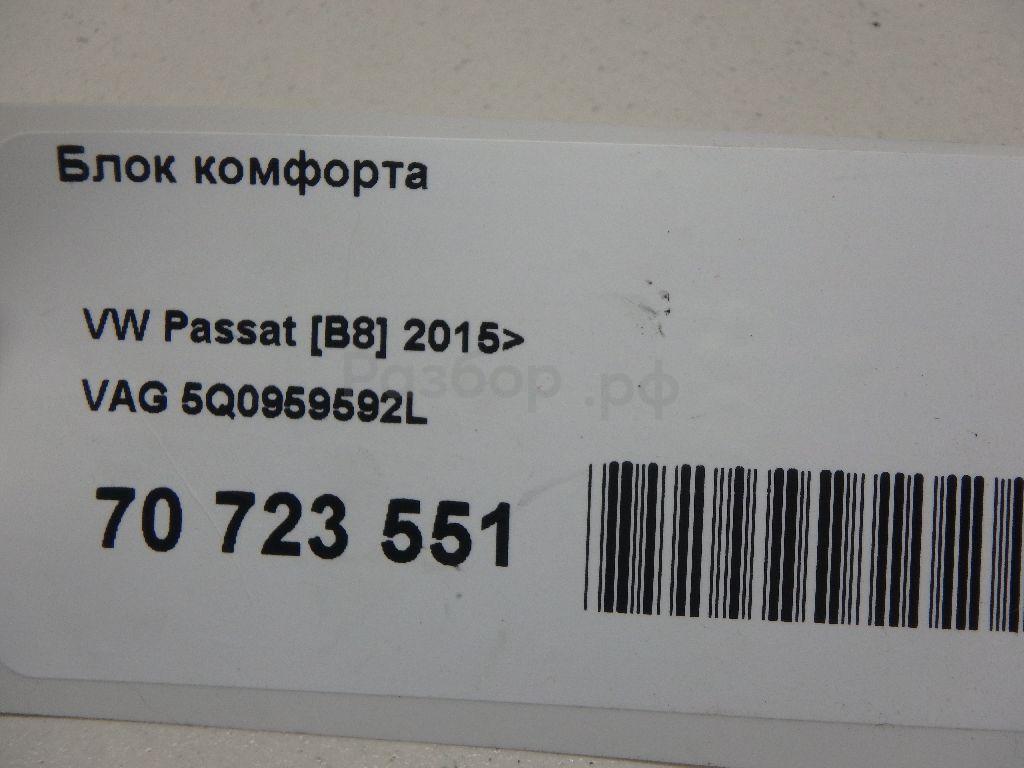 Блок комфорта
VW Passat [B8] 2015>
Разбор.рф
VAG 5Q0959592L
70 723 551